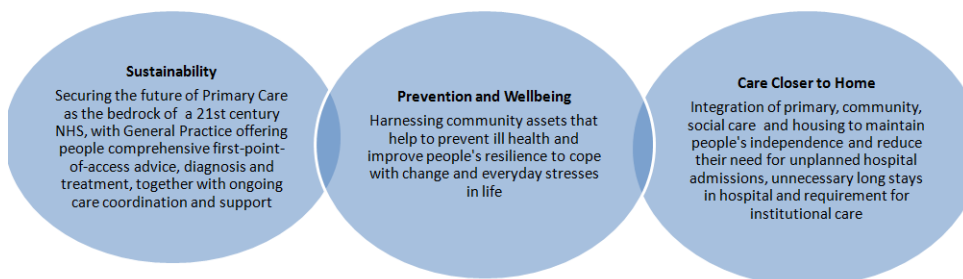 Sustainability
Securing the future of Primary Care
as the bedrock of a 21st century
NHS, with General Practice offering
people comprehensive first-point-
of-access advice, diagnosis and
treatment, together with ongoing
care coordination and support
Prevention and Wellbeing
Harnessing community assets that
help to prevent ill health and
improve people's resilience to cope
with change and everyday stresses
in life
Care Closer to Home
Integration of primary, community,
social care and housing to maintain
people's independence and reduce
their need for unplanned hospital
admissions, unnecessary long stays
in hospital and requirement for
institutional care